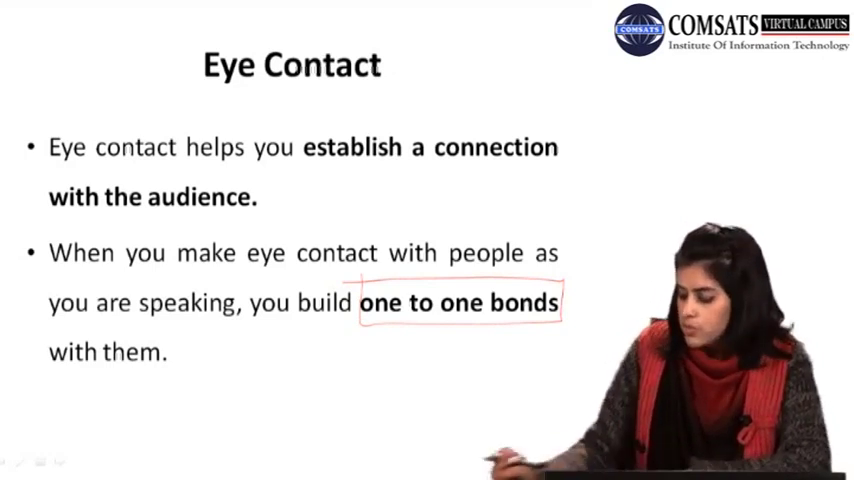 COMSATS VIRTUAL CAMPUS
Institute Of Information Technology
COMSATS
Eye Contact
• Eye contact helps you establish a connection
with the audience.
• When you make eye contact with people as
you are speaking, you build one to one bonds
with them.